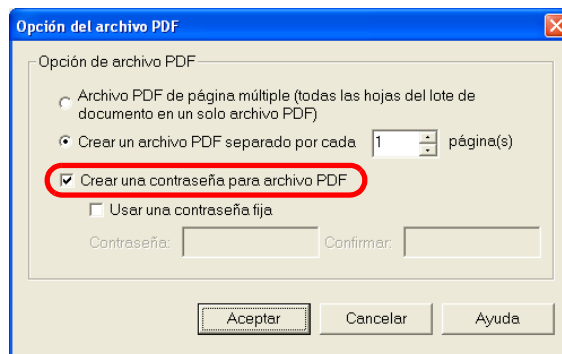 Opción del archivo PDF
Opción de archivo PDF
Archivo PDF de página múltiple (todas las hojas del lote de
documento en un solo archivo PDF)
Crear un archivo PDF separado por cada 1 página(s)
Crear una contraseña para archivo PDF
Usar una contraseña fija
Contraseña: Confirmar:
Aceptar Cancelar Ayuda